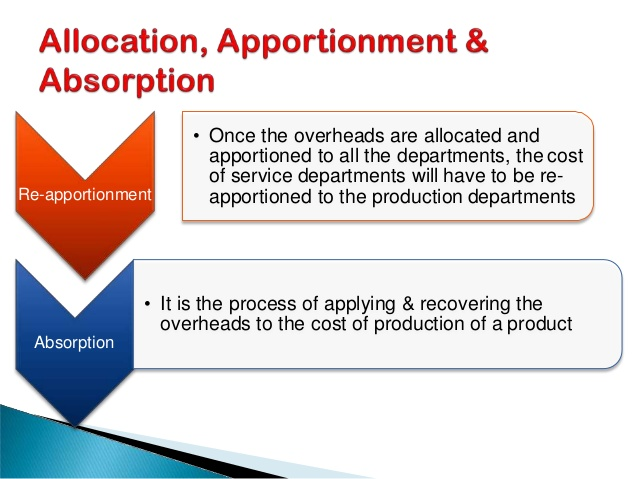 Allocation, Apportionment &
Absorption
Re-apportionment
• Once the overheads are allocated and
apportioned to all the departments, the cost
of service departments will have to be re-
apportioned to the production departments
Absorption
• It is the process of applying & recovering the
overheads to the cost of production of a product